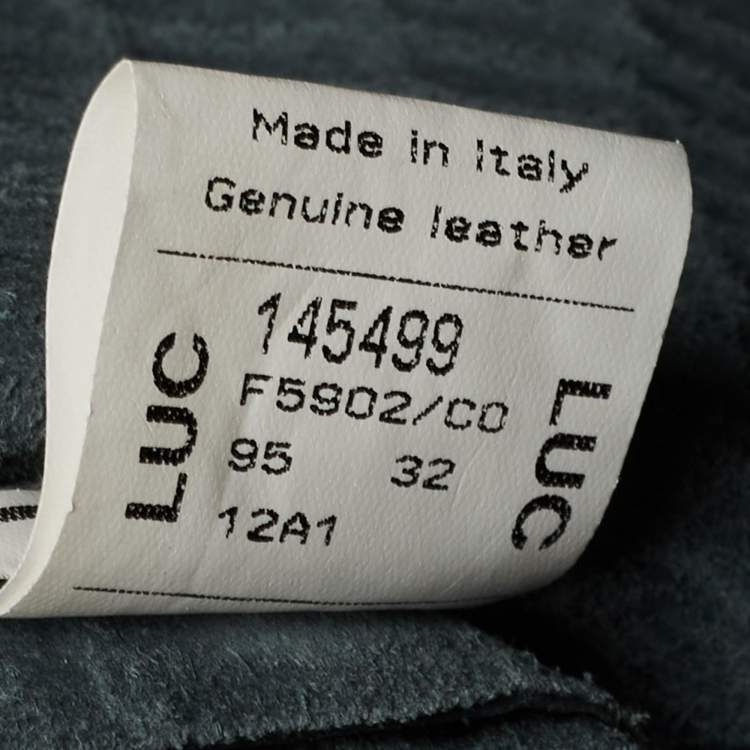 Made in Italy
Genuine leather
LUC
145499
F5902/C0
95 32
12A1
LUC